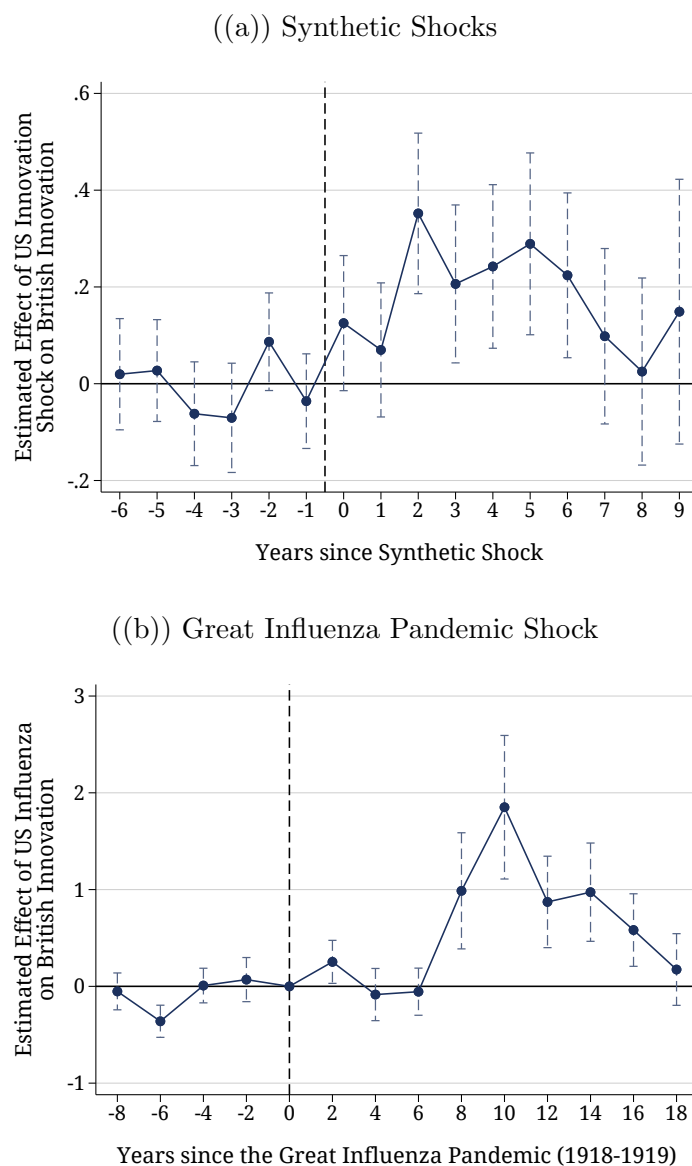 ((a)) Synthetic Shocks
Estimated Effect of US Innovation
Shock on British Innovation
.6
.4
.2
0
-.2
-6 -5 -4 -3 -2 -1 0 1 2 3 4 5 6 7 8 9
Years since Synthetic Shock
((b)) Great Influenza Pandemic Shock
Estimated Effect of US Influenza
on British Innovation
3
2
1
0
-1
-8 -6 -4 -2 0 2 4 6 8 10 12 14 16 18
Years since the Great Influenza Pandemic (1918-1919)